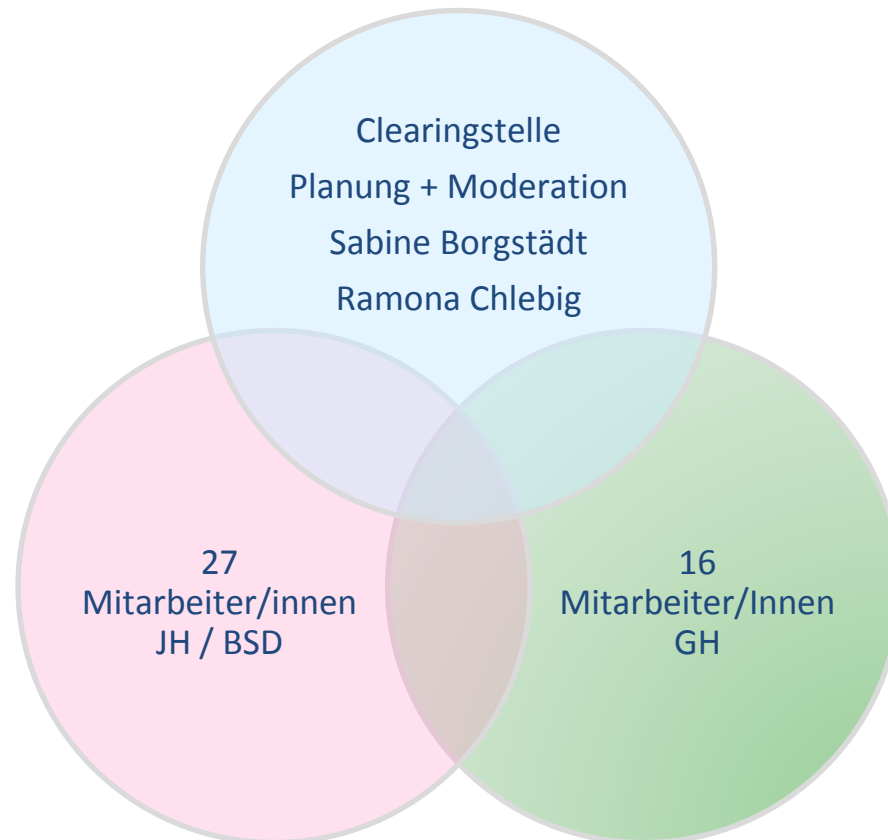 Clearingstelle
Planung + Moderation
Sabine Borgstädt
Ramona Chlebig
27
Mitarbeiter/innen
JH / BSD
16
Mitarbeiter/Innen
GH